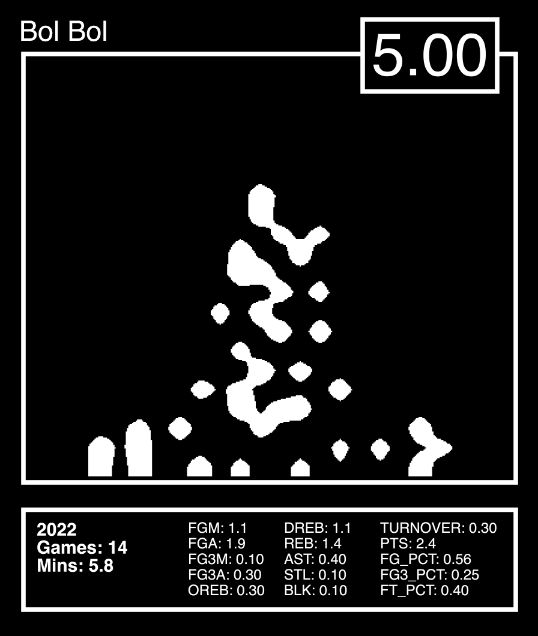 Bol Bol
5.00
2022
Games: 14
Mins: 5.8
FGM: 1.1
FGA: 1.9
FG3M: 0.10
FG3A: 0.30
OREB: 0.30
DREB: 1.1
REB: 1.4
AST: 0.40
STL: 0.10
BLK: 0.10
TURNOVER: 0.30
PTS: 2.4
FG_PCT: 0.56
FG3_PCT: 0.25
FT_PCT: 0.40